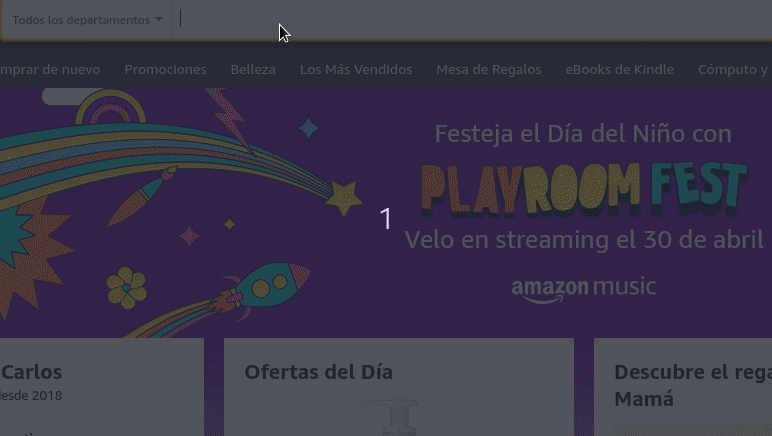 Todos los departamentos
mprar de nuevo Promociones Belleza Los Más Vendidos Mesa de Regalos eBooks de Kindle Cómputo y
Festeja el Día del Niño con
PLAYROOM FEST
1
Velo en streaming el 30 de abril
amazon music
Carlos
desde 2018
Ofertas del Día
Descubre el rega
Mamá